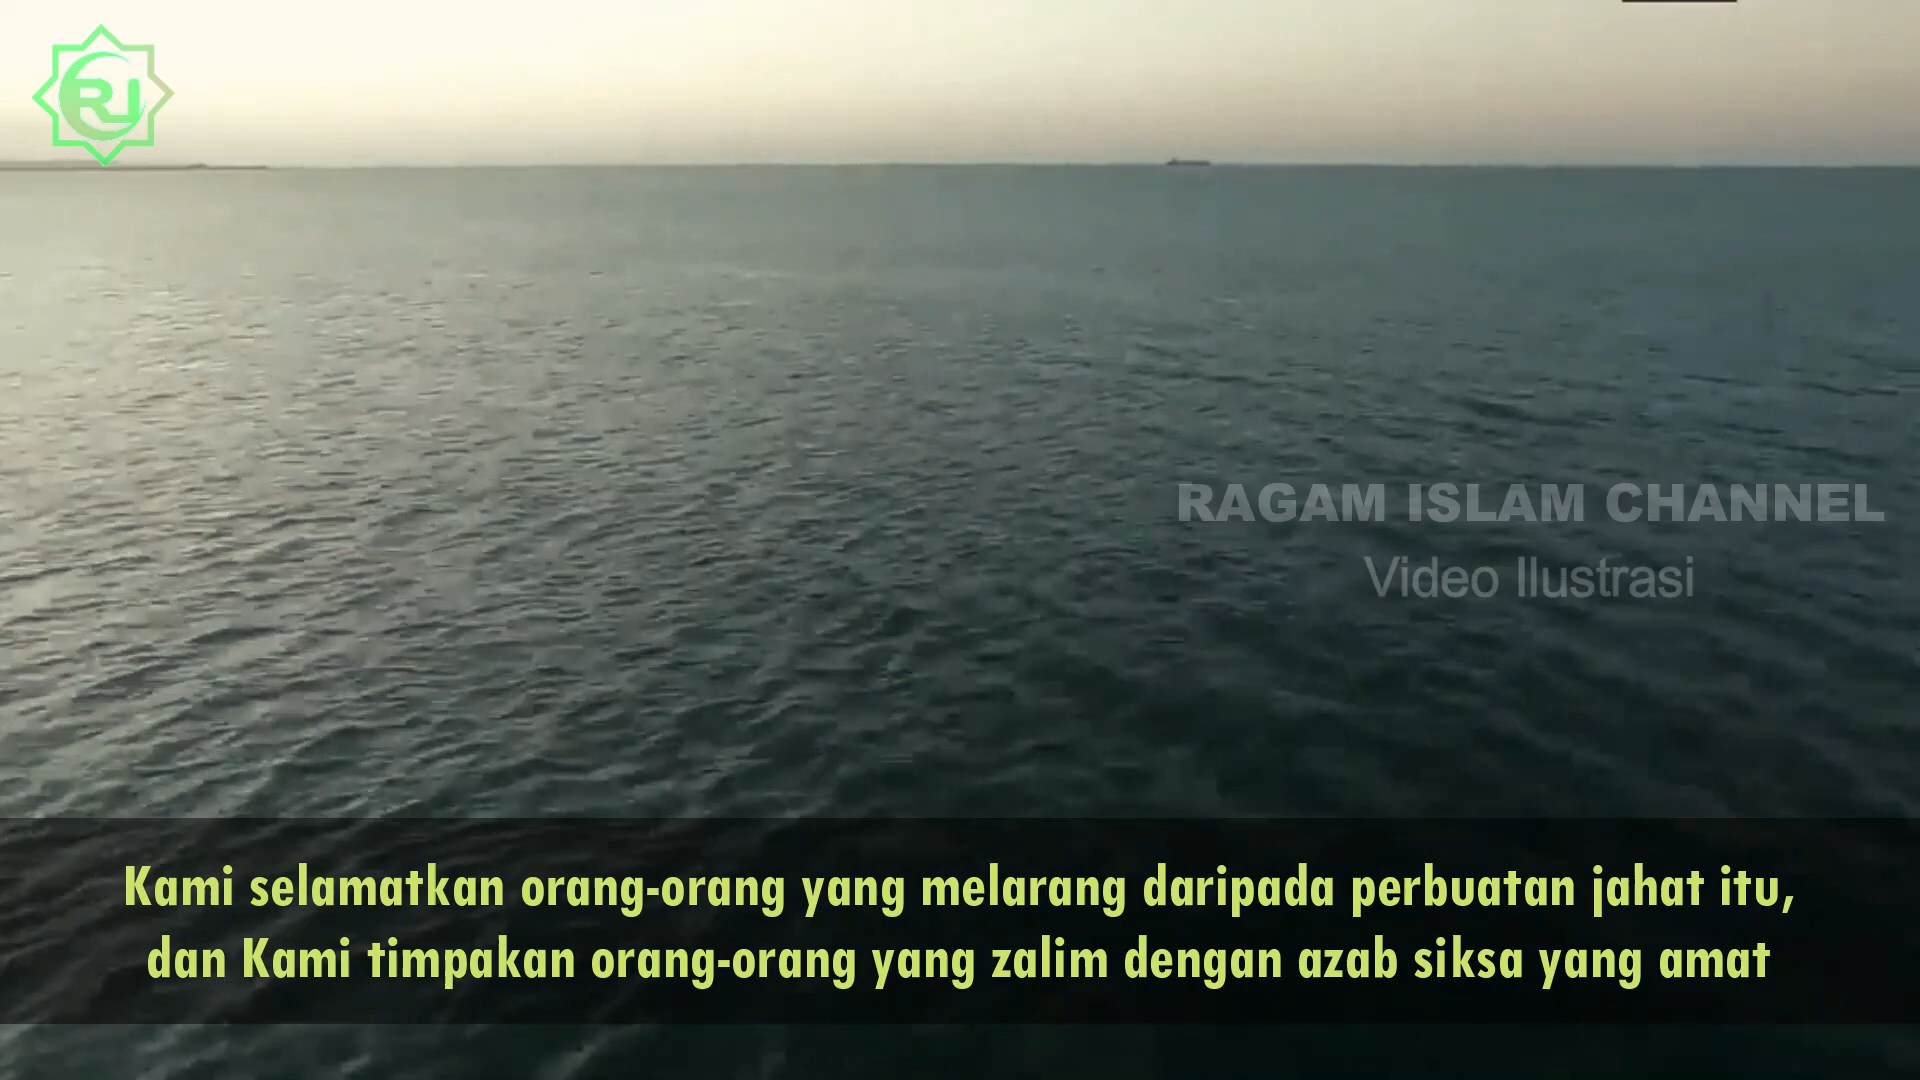 RI
RAGAM ISLAM CHANNEL
Video Ilustrasi
Kami selamatkan orang-orang yang melarang daripada perbuatan jahat itu,
dan Kami timpakan orang-orang yang zalim dengan azab siksa yang amat